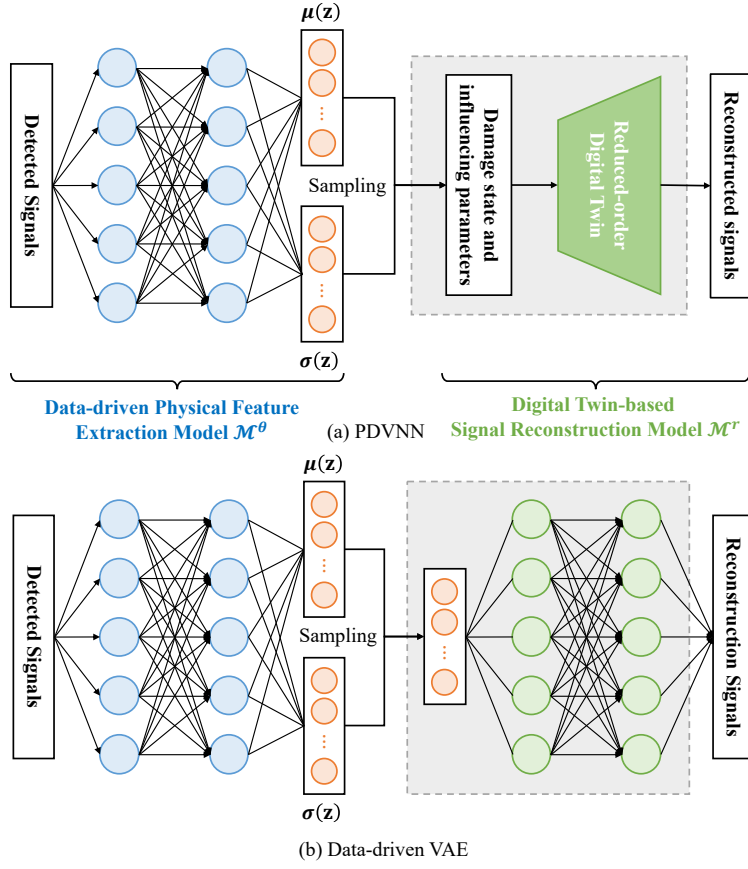 μ(z)
Detected Signals
Sampling
Damage state and
influencing parameters
Reduced-order
Digital Twin
Reconstructed signals
...
...
σ(z)
Data-driven Physical Feature
Extraction Model ℳ^θ
Digital Twin-based
Signal Reconstruction Model ℳ^r
(a) PDVNN
μ(z)
Detected Signals
Sampling
Reconstruction Signals
...
...
...
σ(z)
(b) Data-driven VAE